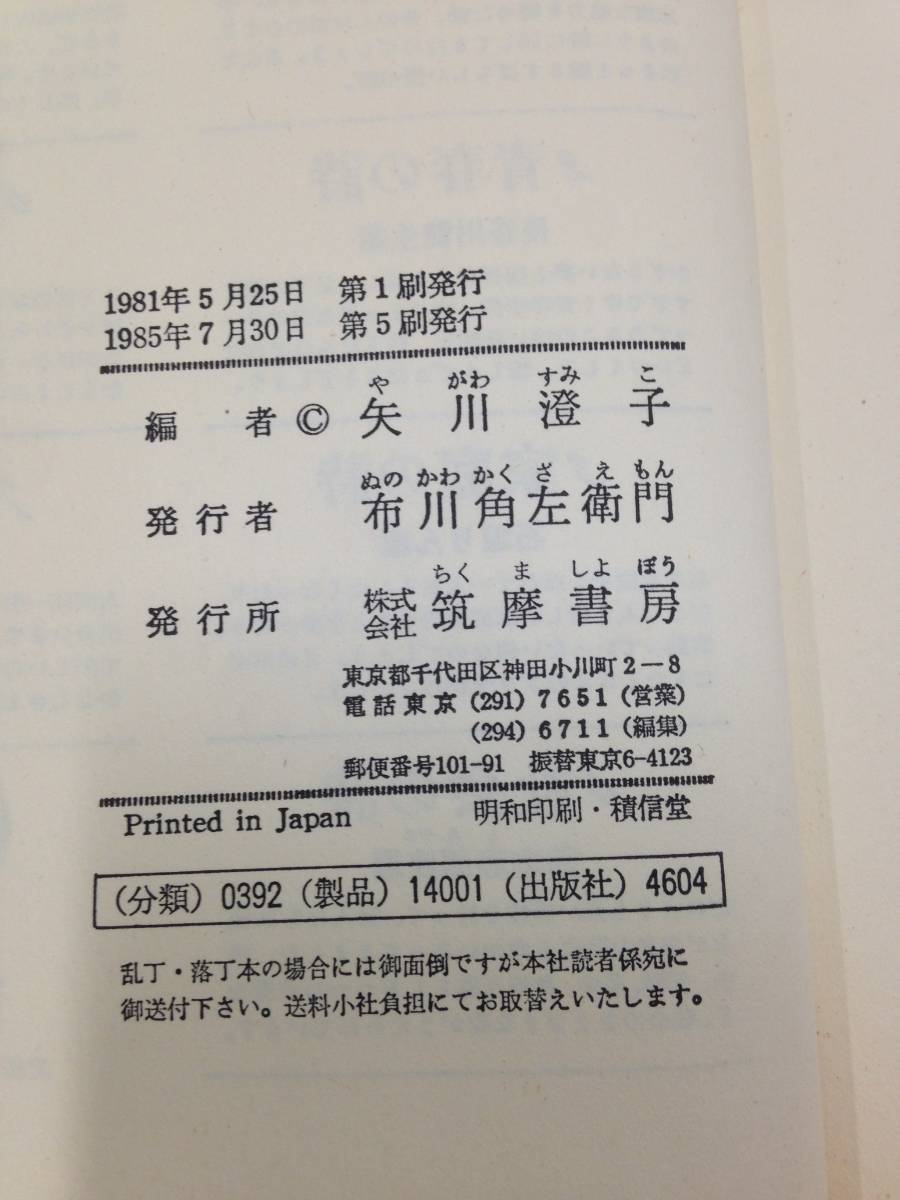 1981年5月25日　第1刷発行
1985年7月30日　第5刷発行
や　がわ　すみ　こ
編　者 © 矢川澄子
ぬの かわ かく ざ え もん
発行者　布川角左衛門
ちく ま しよ ぼう
発行所　株式会社 筑摩書房
東京都千代田区神田小川町2−8
電話東京 (291) 7651 (営業)
(294) 6711 (編集)
郵便番号101-91　振替東京6-4123
Printed in Japan　明和印刷・積信堂
(分類) 0392 (製品) 14001 (出版社) 4604
乱丁・落丁本の場合には御面倒ですが本社読者係宛に
御送付下さい。送料小社負担にてお取替えいたします。